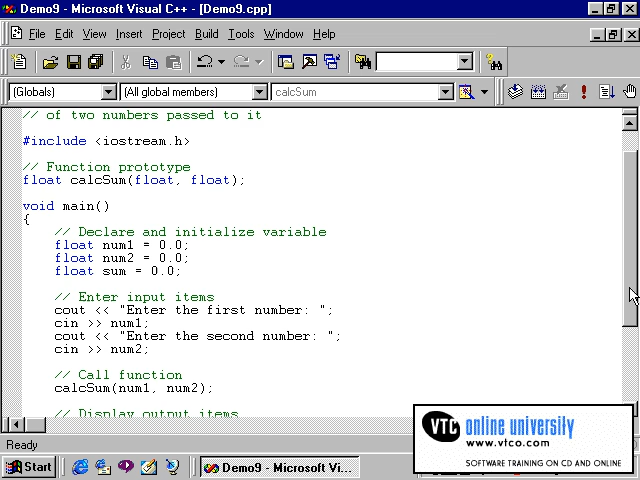 Demo9 - Microsoft Visual C++ - [Demo9.cpp]
File Edit View Insert Project Build Tools Window Help
(Globals) (All global members) calcSum
// of two numbers passed to it
#include <iostream.h>
// Function prototype
float calcSum(float, float);
void main()
{
// Declare and initialize variable
float num1 = 0.0;
float num2 = 0.0;
float sum = 0.0;
// Enter input items
cout << "Enter the first number: ";
cin >> num1;
cout << "Enter the second number: ";
cin >> num2;
// Call function
calcSum(num1, num2);
// Display output items
Ready
VTC online university
www.vtco.com
SOFTWARE TRAINING ON CD AND ONLINE
Start Demo9 - Microsoft Vi...